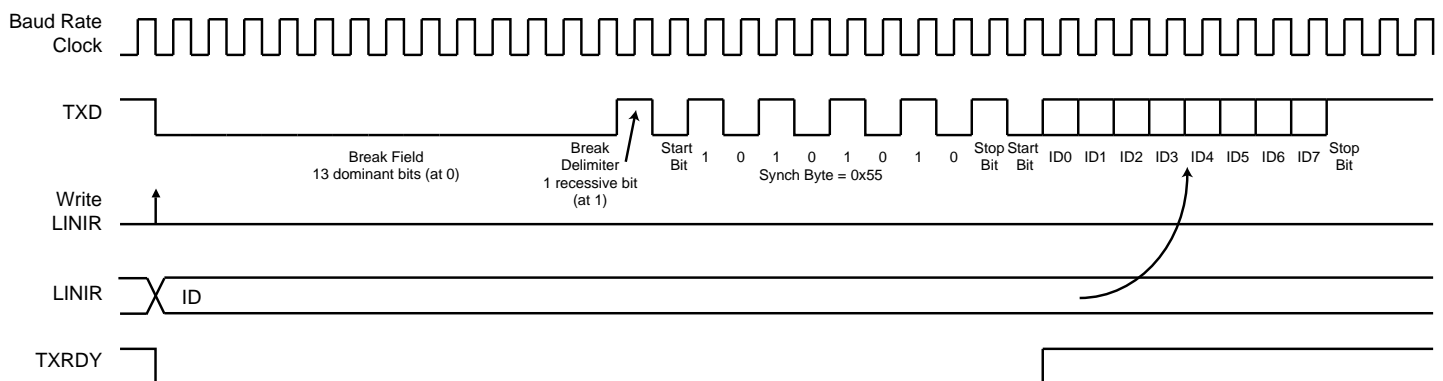 Baud Rate
Clock
TXD
Break Field
13 dominant bits (at 0)
Break
Delimiter
1 recessive bit
(at 1)
Start
Bit
1 0 1 0 1 0 1 0
Synch Byte = 0x55
Stop
Bit
Start
Bit
ID0 ID1 ID2 ID3 ID4 ID5 ID6 ID7
Stop
Bit
Write
LINIR
LINIR
ID
TXRDY